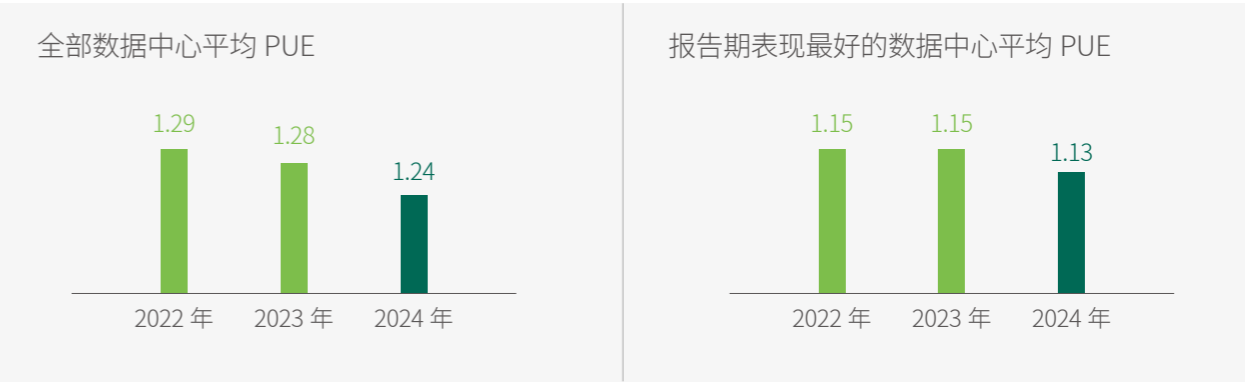 全部数据中心平均 PUE
1.29
1.28
1.24
2022 年
2023 年
2024 年
报告期表现最好的数据中心平均 PUE
1.15
1.15
1.13
2022 年
2023 年
2024 年